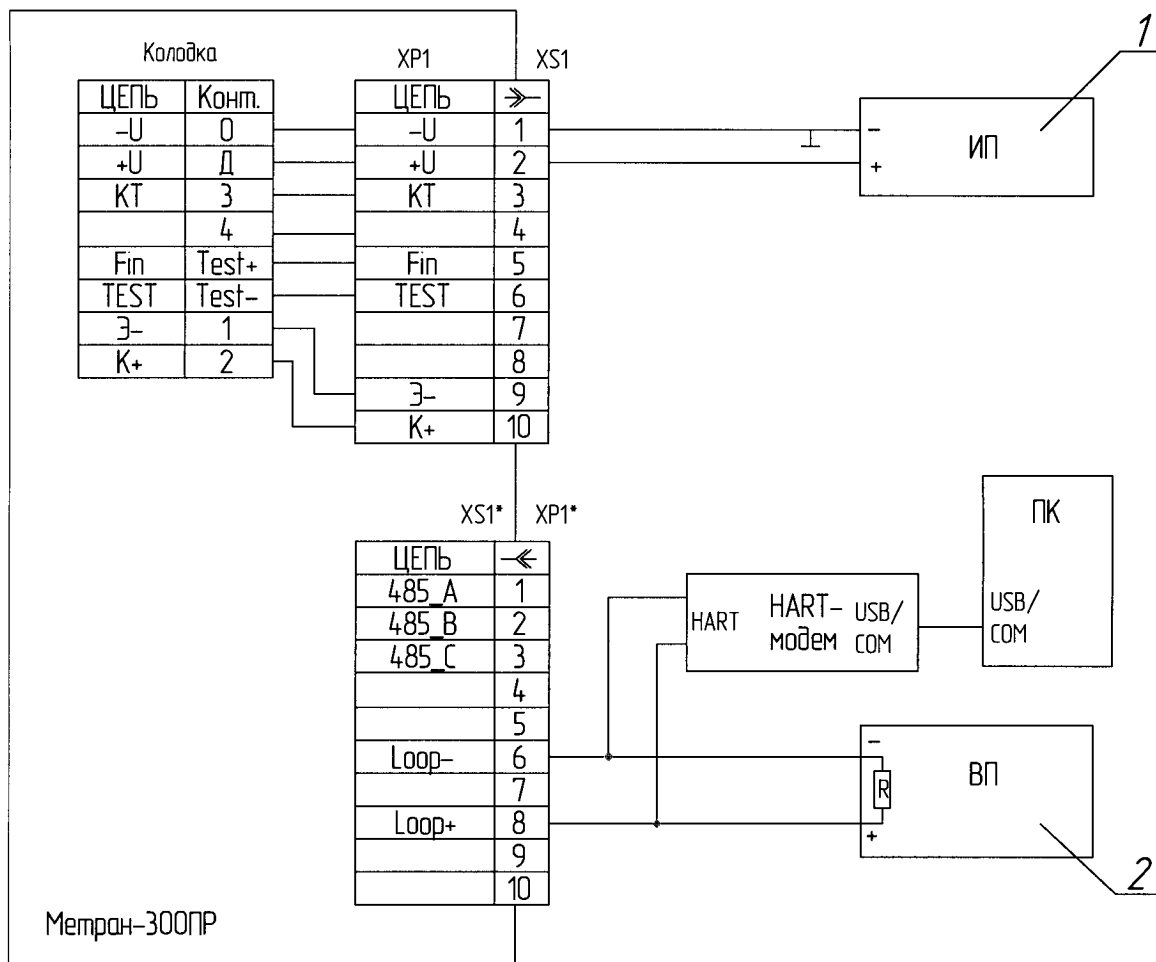 1
Колодка XP1 XS1
ЦЕПЬ Конт. ЦЕПЬ
-U 0 -U 1
+U Д +U 2
КТ 3 КТ 3
4 4
Fin Test+ Fin 5
TEST Test- TEST 6
Э- 1 7
К+ 2 8
Э- 9
К+ 10
- ИП
+
XS1* XP1*
ЦЕПЬ
485_A 1
485_B 2
485_C 3
4
5
Loop- 6
7
Loop+ 8
9
10
ПК
USB/
COM
HART HART-
модем USB/
COM
- ВП
R
+
2
Метран-300ПР